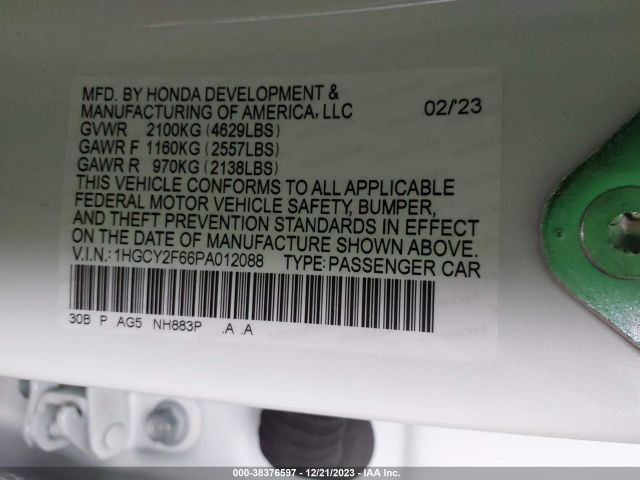 MFD. BY HONDA DEVELOPMENT &
MANUFACTURING OF AMERICA, LLC 02/'23
GVWR 2100KG (4629LBS)
GAWR F 1160KG (2557LBS)
GAWR R 970KG (2138LBS)
THIS VEHICLE CONFORMS TO ALL APPLICABLE
FEDERAL MOTOR VEHICLE SAFETY, BUMPER,
AND THEFT PREVENTION STANDARDS IN EFFECT
ON THE DATE OF MANUFACTURE SHOWN ABOVE.
V.I.N.: 1HGCY2F66PA012088 TYPE: PASSENGER CAR
30B P AG5 NH883P .A .A
000-38376597 - 12/21/2023 - IAA Inc.